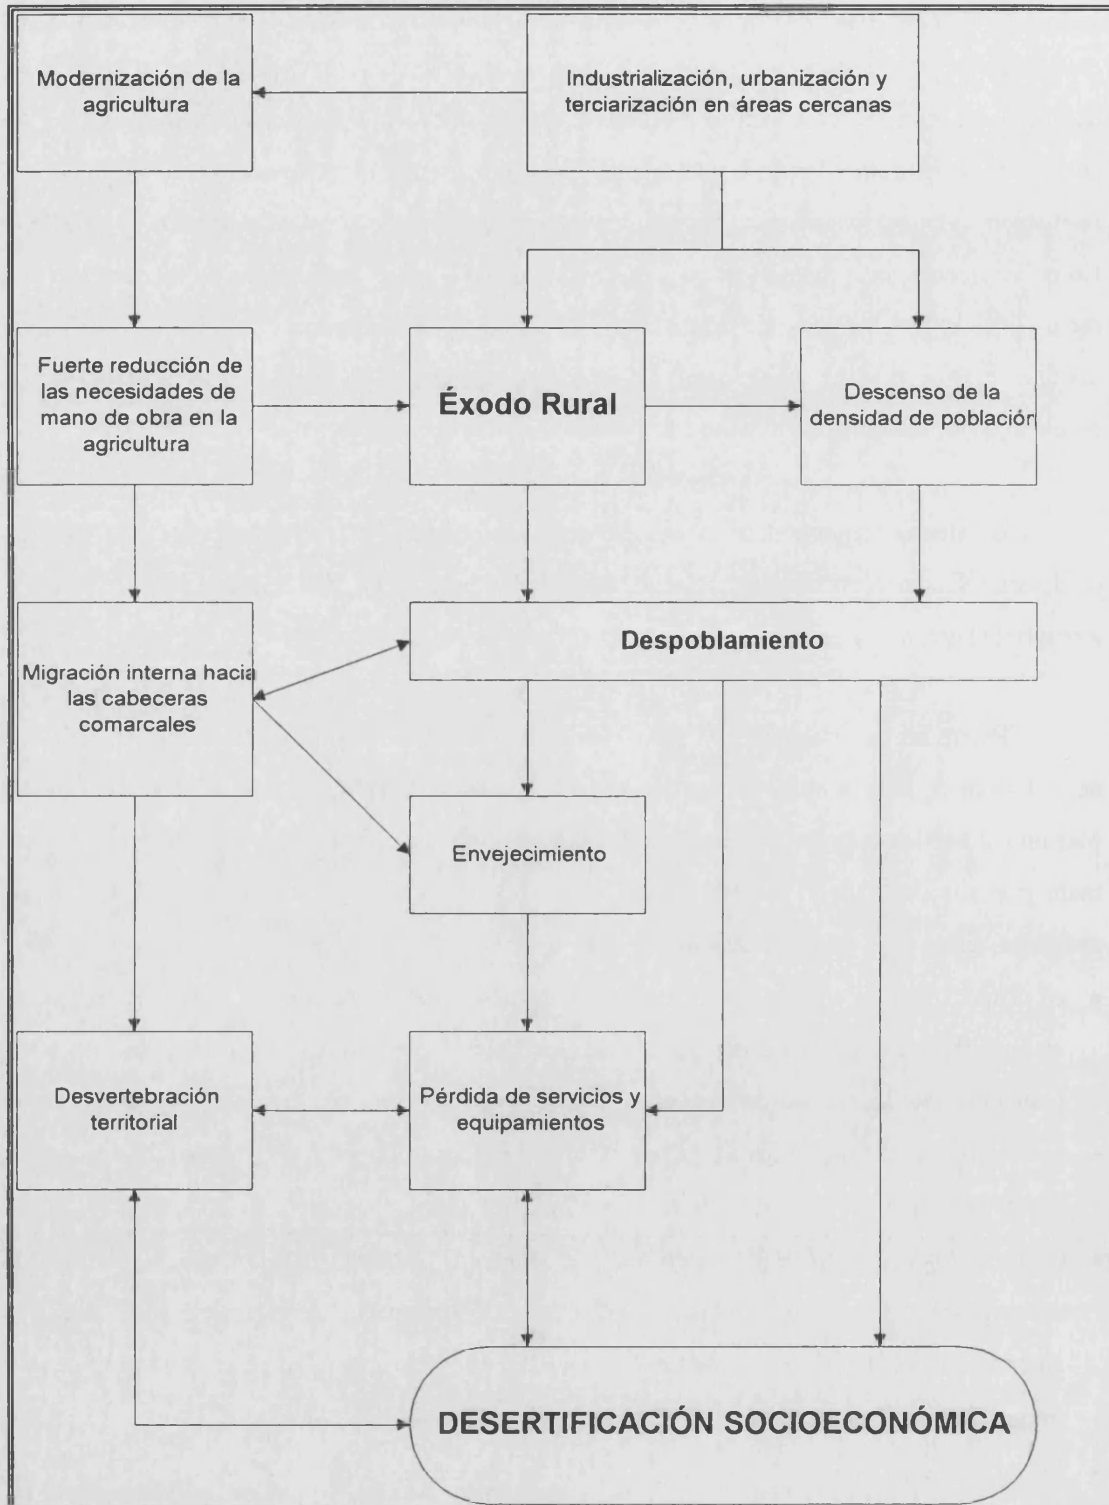 Modernización de la
agricultura
Industrialización, urbanización y
terciarización en áreas cercanas
Fuerte reducción de
las necesidades de
mano de obra en la
agricultura
Éxodo Rural
Descenso de la
densidad de población
Migración interna hacia
las cabeceras
comarcales
Despoblamiento
Envejecimiento
Desvertebración
territorial
Pérdida de servicios y
equipamientos
DESERTIFICACIÓN SOCIOECONÓMICA